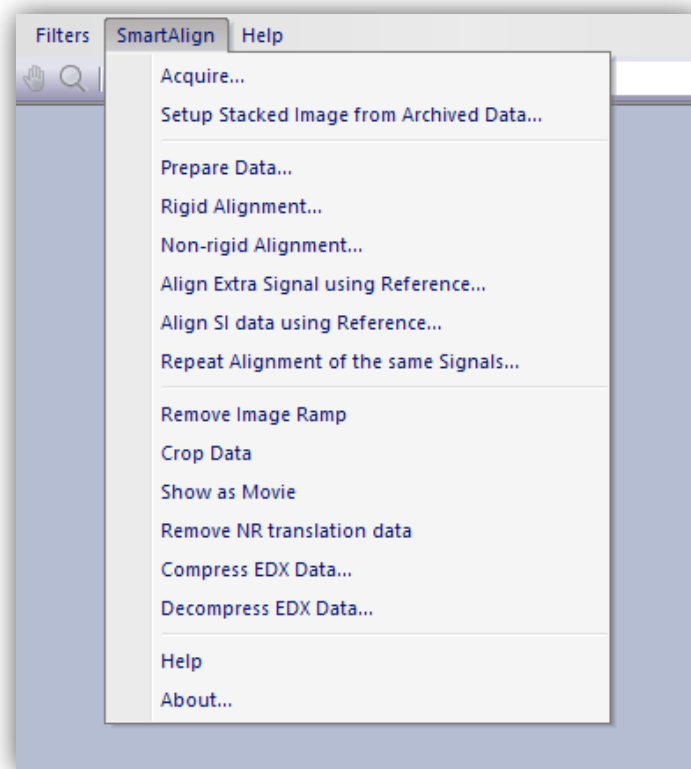 Filters SmartAlign Help
Acquire...
Setup Stacked Image from Archived Data...
Prepare Data...
Rigid Alignment...
Non-rigid Alignment...
Align Extra Signal using Reference...
Align SI data using Reference...
Repeat Alignment of the same Signals...
Remove Image Ramp
Crop Data
Show as Movie
Remove NR translation data
Compress EDX Data...
Decompress EDX Data...
Help
About...